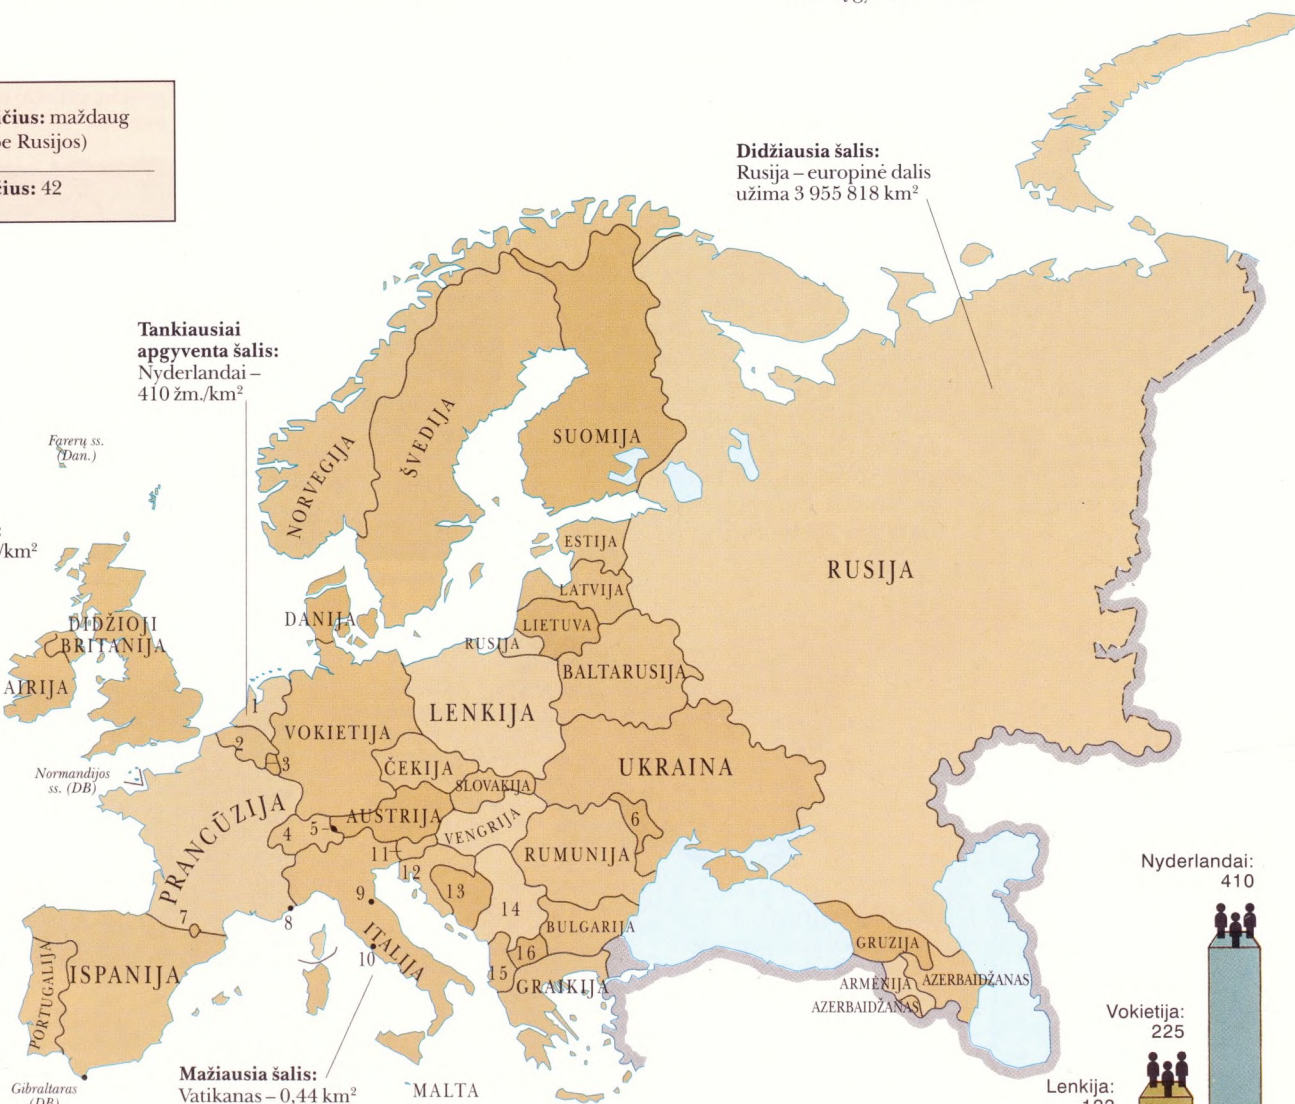 čius: maždaug
e Rusijos)
čius: 42
Didžiausia šalis:
Rusija – europinė dalis
užima 3 955 818 km²
Tankiausiai
apgyventa šalis:
Nyderlandai –
410 žm./km²
Farerų ss.
(Dan.)
/km²
NORVEGIJA
ŠVEDIJA
SUOMIJA
ESTIJA
LATVIJA
LIETUVA
RUSIJA
RUSIJA
DANIJA
DIDŽIOJI
BRITANIJA
AIRIJA
BALTARUSIJA
LENKIJA
VOKIETIJA
1
2
3
ČEKIJA
SLOVAKIJA
UKRAINA
Normandijos
ss. (DB)
PRANCŪZIJA
4
5
AUSTRIJA
VENGRIJA
6
RUMUNIJA
11
12
13
14
7
8
9
ITALIJA
10
BULGARIJA
16
15
GRAIKIJA
ISPANIJA
PORTUGALIJA
GRUZIJA
ARMĖNIJA
AZERBAIDŽANAS
AZERBAIDŽANAS
Gibraltaras
(DB)
Mažiausia šalis:
Vatikanas – 0,44 km²
MALTA
Nyderlandai:
410
Vokietija:
225
Lenkija: